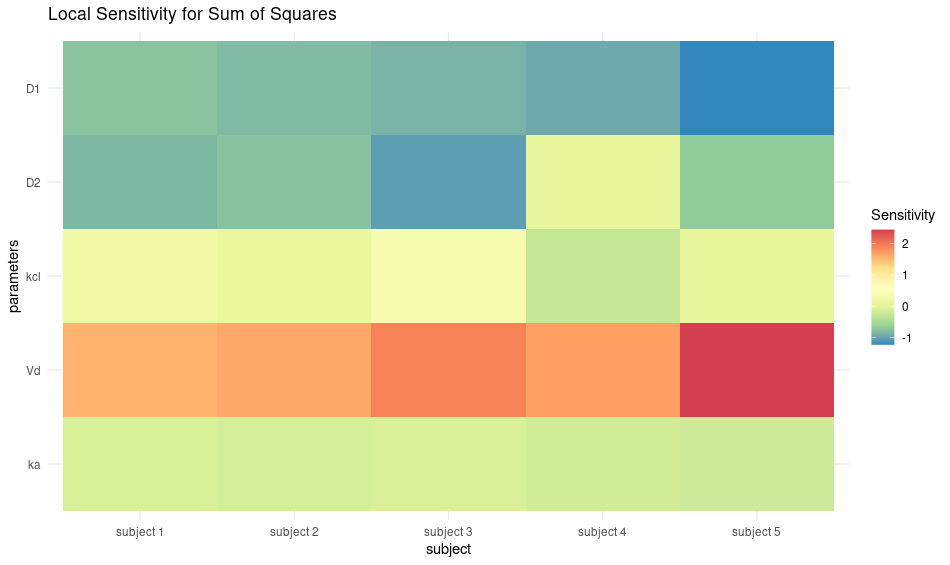 Local Sensitivity for Sum of Squares
parameters
D1
D2
kcl
Vd
ka
subject 1 subject 2 subject 3 subject 4 subject 5
subject
Sensitivity
2
1
0
-1